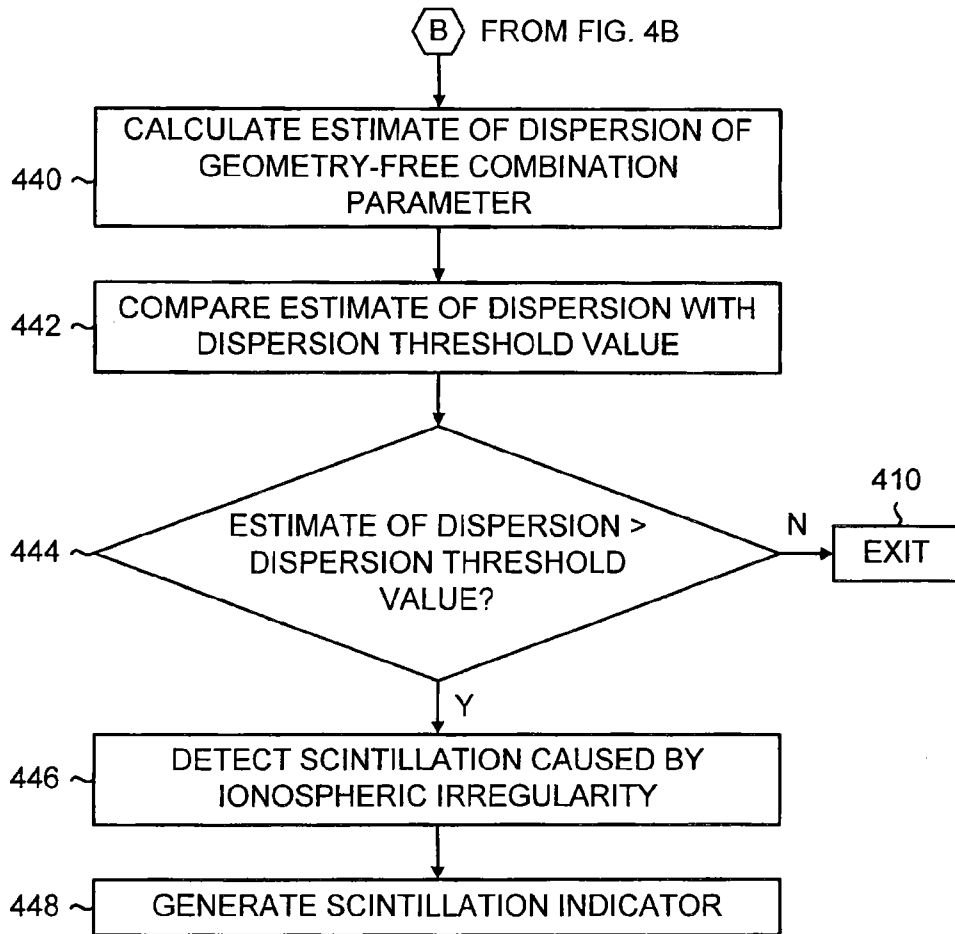 B FROM FIG. 4B
440 CALCULATE ESTIMATE OF DISPERSION OF
GEOMETRY-FREE COMBINATION
PARAMETER
442 COMPARE ESTIMATE OF DISPERSION WITH
DISPERSION THRESHOLD VALUE
444 ESTIMATE OF DISPERSION >
DISPERSION THRESHOLD
VALUE?
N
410
EXIT
Y
446 DETECT SCINTILLATION CAUSED BY
IONOSPHERIC IRREGULARITY
448 GENERATE SCINTILLATION INDICATOR